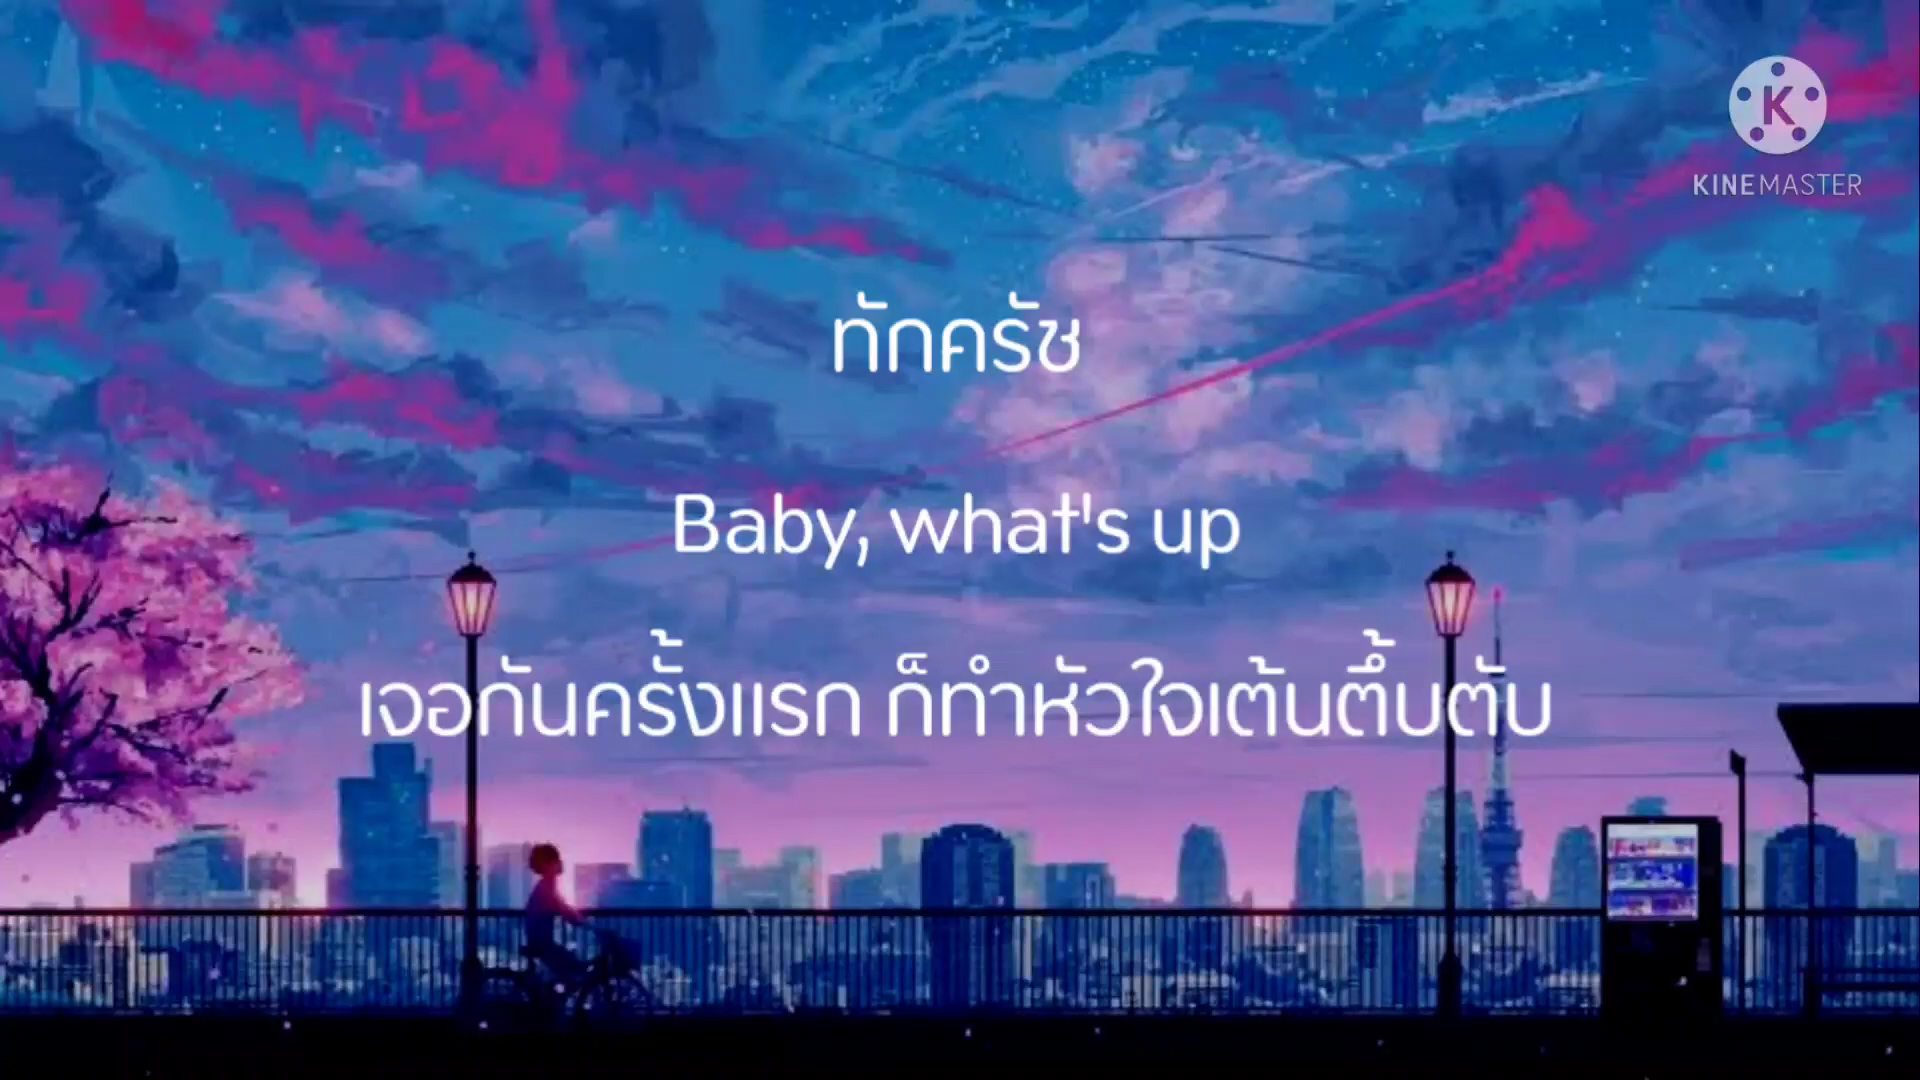 K
KINEMASTER
ทักครัช
Baby, what's up
เจอกันครั้งแรก ก็ทำหัวใจเต้นตึ้บตับ